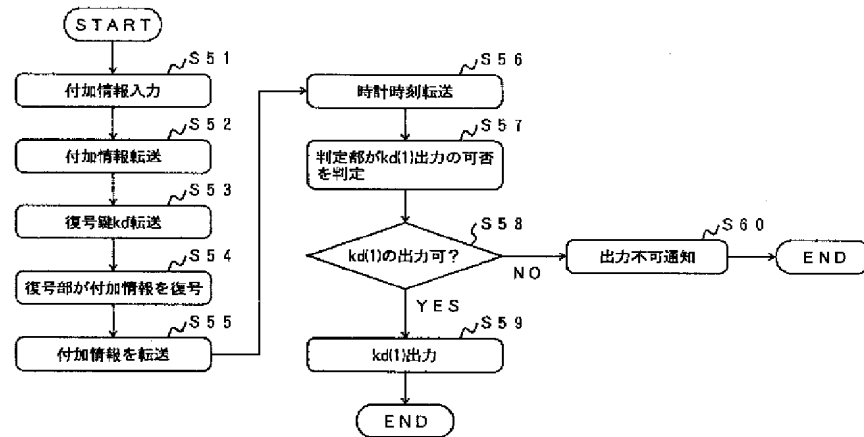 START
S51
付加情報入力
S52
付加情報転送
S53
復号鍵kd転送
S54
復号部が付加情報を復号
S55
付加情報を転送
S56
時計時刻転送
S57
判定部がkd(1)出力の可否
を判定
S58
kd(1)の出力可?
NO
S60
出力不可通知
END
YES
S59
kd(1)出力
END